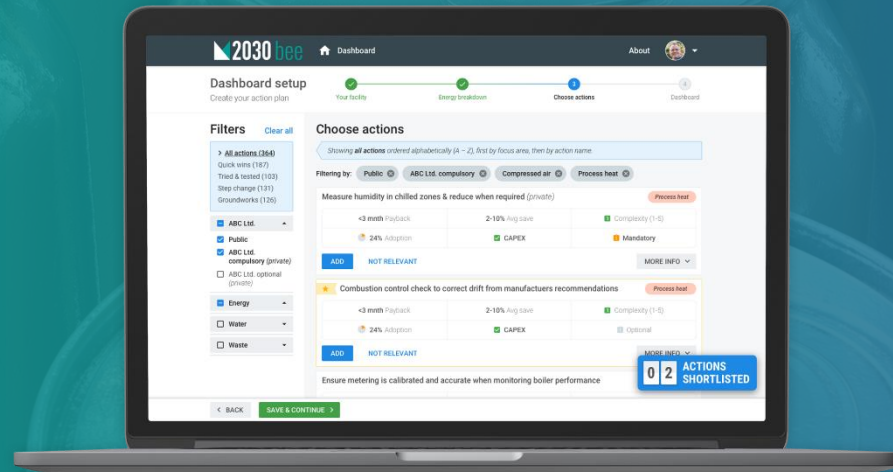 2030 bee
Dashboard
About
Dashboard setup
Create your action plan
Your facility
Energy breakdown
3
Choose actions
4
Dashboard
Filters
Clear all
> All actions (364)
Quick wins (187)
Tried & tested (103)
Step change (131)
Groundworks (126)
ABC Ltd.
Public
ABC Ltd.
compulsory (private)
ABC Ltd. optional
(private)
Energy
Water
Waste
Choose actions
Showing all actions ordered alphabetically (A – Z), first by focus area, then by action name.
Filtering by: Public ABC Ltd. compulsory Compressed air Process heat
Measure humidity in chilled zones & reduce when required (private)
Process heat
<3 mnth Payback 2-10% Avg save 3 Complexity (1-5)
24% Adoption CAPEX Mandatory
ADD NOT RELEVANT MORE INFO
Combustion control check to correct drift from manufactuers recommendations
Process heat
<3 mnth Payback 2-10% Avg save 3 Complexity (1-5)
24% Adoption CAPEX Optional
ADD NOT RELEVANT MORE INFO
Ensure metering is calibrated and accurate when monitoring boiler performance
0 2 ACTIONS
SHORTLISTED
< BACK SAVE & CONTINUE >